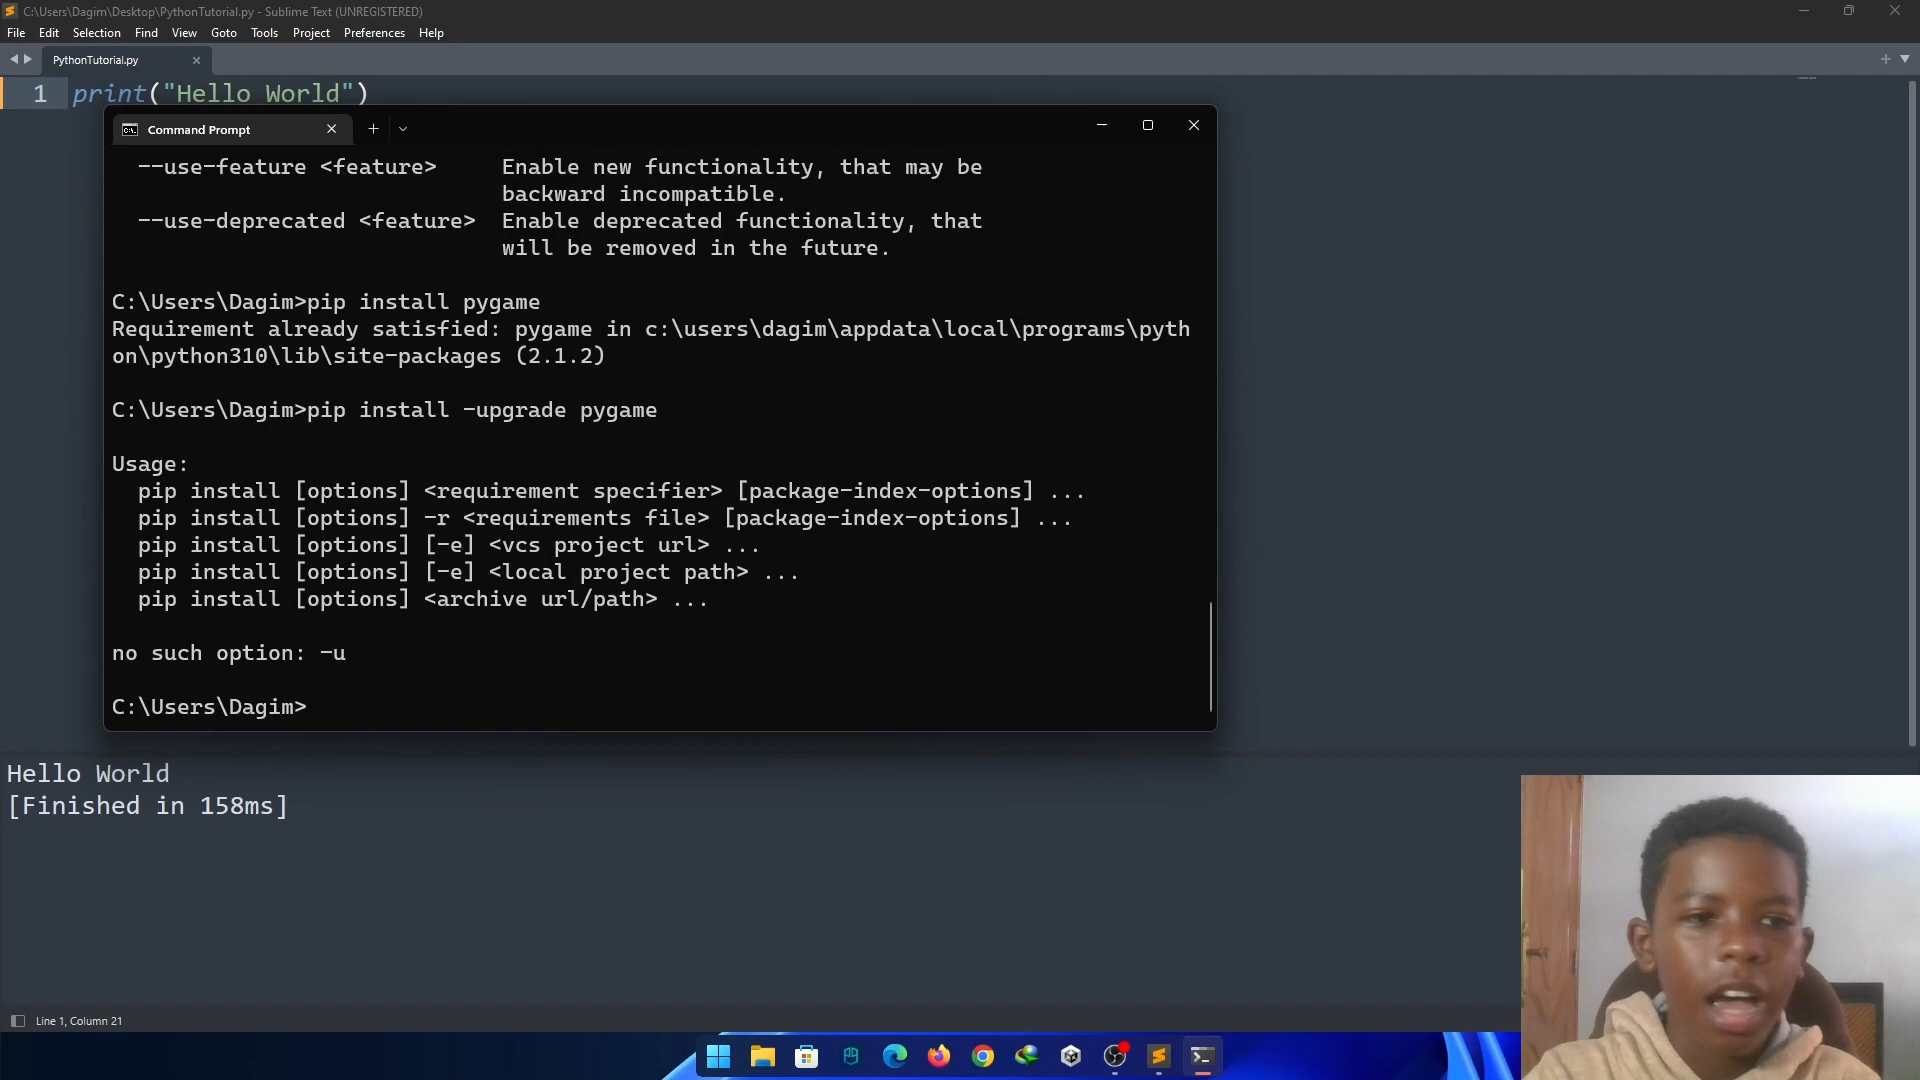 C:\Users\Dagim\Desktop\PythonTutorial.py - Sublime Text (UNREGISTERED)
File Edit Selection Find View Goto Tools Project Preferences Help
PythonTutorial.py
1 print("Hello World")
Command Prompt
--use-feature <feature> Enable new functionality, that may be
backward incompatible.
--use-deprecated <feature> Enable deprecated functionality, that
will be removed in the future.
C:\Users\Dagim>pip install pygame
Requirement already satisfied: pygame in c:\users\dagim\appdata\local\programs\pyth
on\python310\lib\site-packages (2.1.2)
C:\Users\Dagim>pip install -upgrade pygame
Usage:
pip install [options] <requirement specifier> [package-index-options] ...
pip install [options] -r <requirements file> [package-index-options] ...
pip install [options] [-e] <vcs project url> ...
pip install [options] [-e] <local project path> ...
pip install [options] <archive url/path> ...
no such option: -u
C:\Users\Dagim>
Hello World
[Finished in 158ms]
Line 1, Column 21